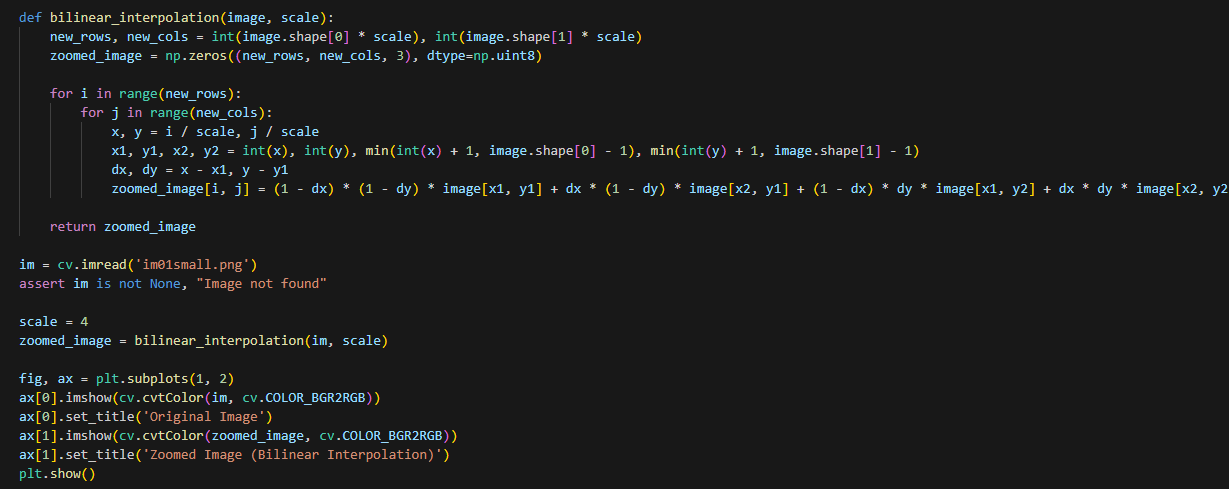 def bilinear_interpolation(image, scale):
    new_rows, new_cols = int(image.shape[0] * scale), int(image.shape[1] * scale)
    zoomed_image = np.zeros((new_rows, new_cols, 3), dtype=np.uint8)
    for i in range(new_rows):
        for j in range(new_cols):
            x, y = i / scale, j / scale
            x1, y1, x2, y2 = int(x), int(y), min(int(x) + 1, image.shape[0] - 1), min(int(y) + 1, image.shape[1] - 1)
            dx, dy = x - x1, y - y1
            zoomed_image[i, j] = (1 - dx) * (1 - dy) * image[x1, y1] + dx * (1 - dy) * image[x2, y1] + (1 - dx) * dy * image[x1, y2] + dx * dy * image[x2, y2
    return zoomed_image
im = cv.imread('im01small.png')
assert im is not None, "Image not found"
scale = 4
zoomed_image = bilinear_interpolation(im, scale)
fig, ax = plt.subplots(1, 2)
ax[0].imshow(cv.cvtColor(im, cv.COLOR_BGR2RGB))
ax[0].set_title('Original Image')
ax[1].imshow(cv.cvtColor(zoomed_image, cv.COLOR_BGR2RGB))
ax[1].set_title('Zoomed Image (Bilinear Interpolation)')
plt.show()